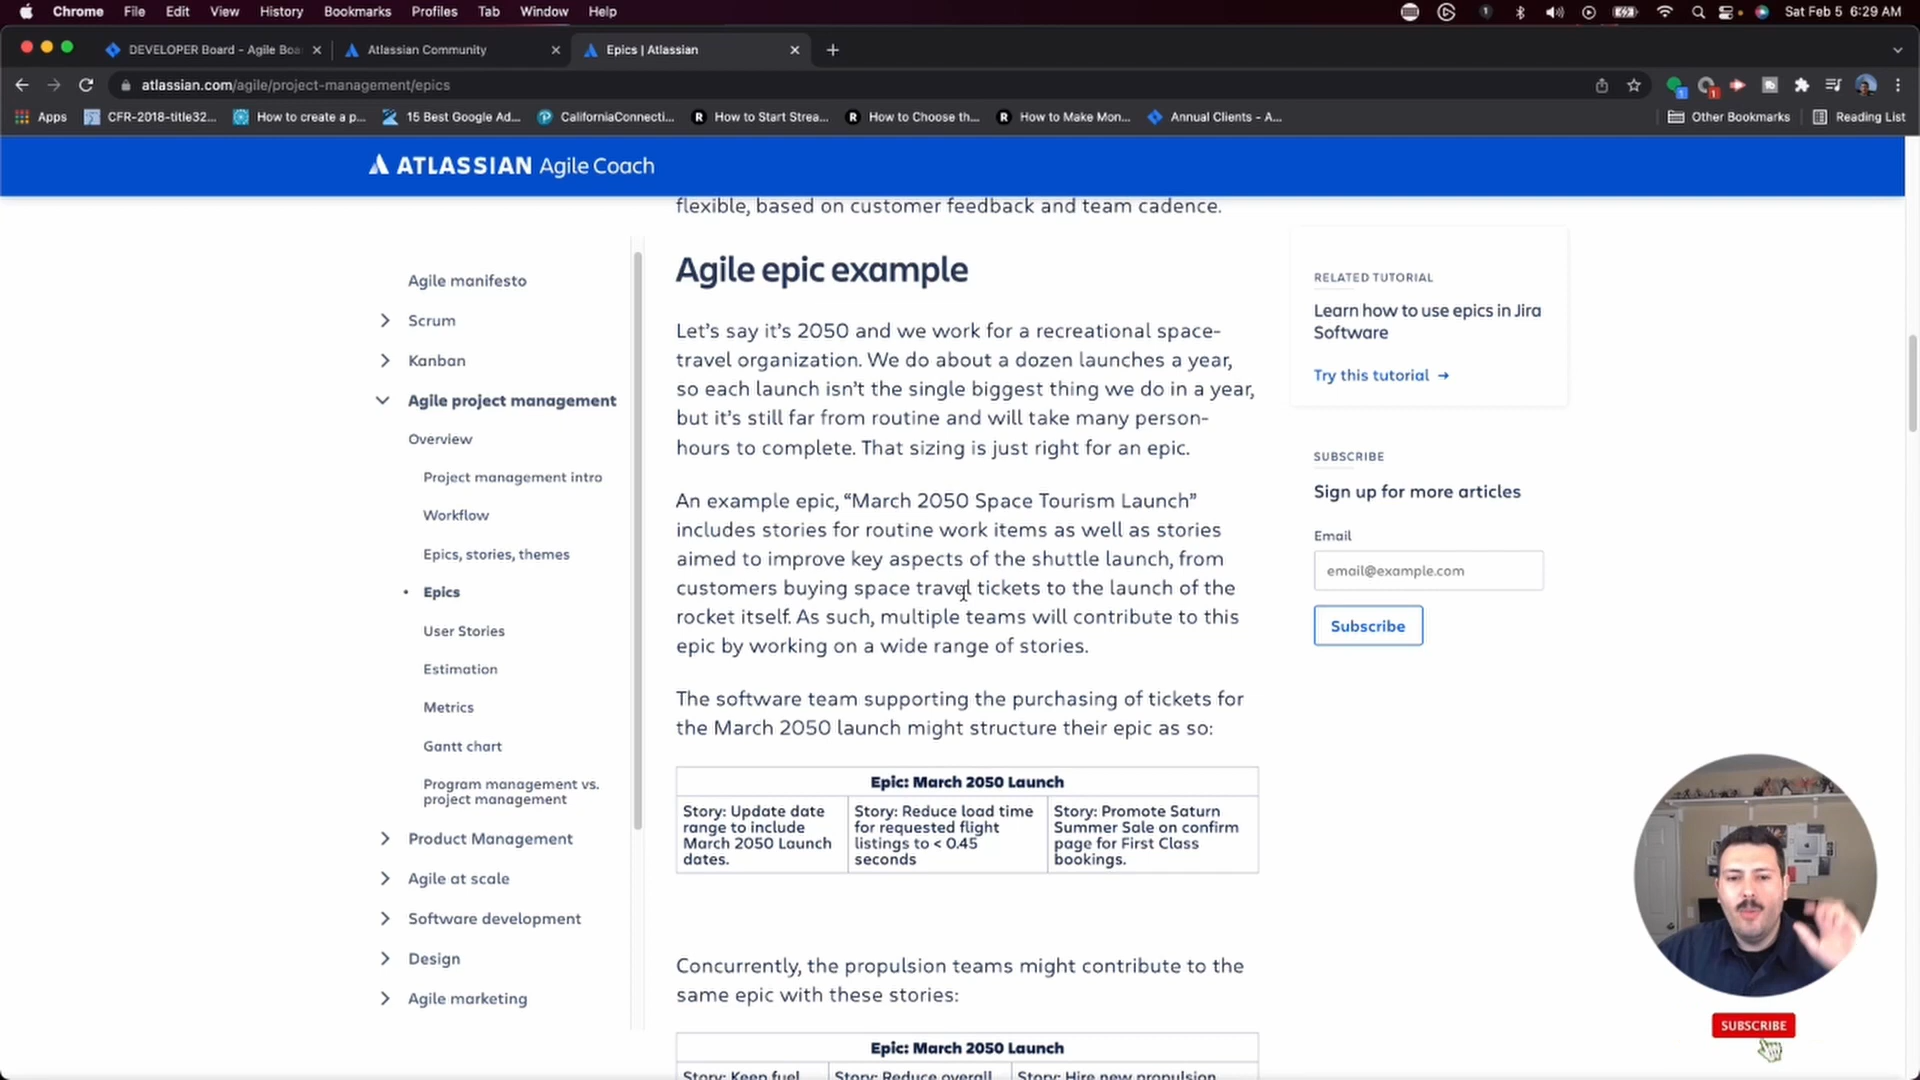 Chrome File Edit View History Bookmarks Profiles Tab Window Help
Sat Feb 5 6:29 AM
DEVELOPER Board - Agile Boa
Atlassian Community
Epics | Atlassian
atlassian.com/agile/project-management/epics
Apps
CFR-2018-title32...
How to create a p...
15 Best Google Ad...
CaliforniaConnecti...
How to Start Strea...
How to Choose th...
How to Make Mon...
Annual Clients - A...
Other Bookmarks
Reading List
ATLASSIAN Agile Coach
Agile manifesto
Scrum
Kanban
Agile project management
Overview
Project management intro
Workflow
Epics, stories, themes
Epics
User Stories
Estimation
Metrics
Gantt chart
Program management vs.
project management
Product Management
Agile at scale
Software development
Design
Agile marketing
flexible, based on customer feedback and team cadence.
Agile epic example
Let's say it's 2050 and we work for a recreational space-
travel organization. We do about a dozen launches a year,
so each launch isn't the single biggest thing we do in a year,
but it's still far from routine and will take many person-
hours to complete. That sizing is just right for an epic.
An example epic, “March 2050 Space Tourism Launch”
includes stories for routine work items as well as stories
aimed to improve key aspects of the shuttle launch, from
customers buying space travel tickets to the launch of the
rocket itself. As such, multiple teams will contribute to this
epic by working on a wide range of stories.
The software team supporting the purchasing of tickets for
the March 2050 launch might structure their epic as so:
Epic: March 2050 Launch
Story: Update date
range to include
March 2050 Launch
dates.
Story: Reduce load time
for requested flight
listings to < 0.45
seconds
Story: Promote Saturn
Summer Sale on confirm
page for First Class
bookings.
Concurrently, the propulsion teams might contribute to the
same epic with these stories:
Epic: March 2050 Launch
Story: Keep fuel
Story: Reduce overall
Story: Hire new propulsion
RELATED TUTORIAL
Learn how to use epics in Jira
Software
Try this tutorial →
SUBSCRIBE
Sign up for more articles
Email
email@example.com
Subscribe
SUBSCRIBE